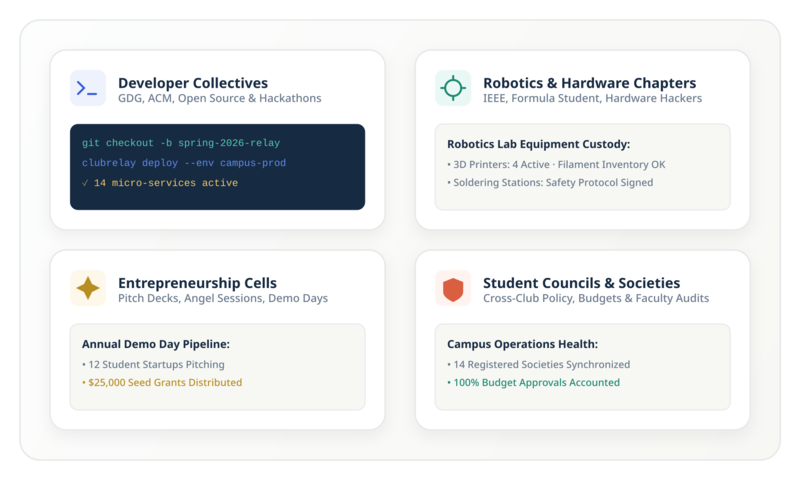 Developer Collectives
GDG, ACM, Open Source & Hackathons
git checkout -b spring-2026-relay
clubrelay deploy --env campus-prod
✓ 14 micro-services active
Robotics & Hardware Chapters
IEEE, Formula Student, Hardware Hackers
Robotics Lab Equipment Custody:
• 3D Printers: 4 Active · Filament Inventory OK
• Soldering Stations: Safety Protocol Signed
Entrepreneurship Cells
Pitch Decks, Angel Sessions, Demo Days
Annual Demo Day Pipeline:
• 12 Student Startups Pitching
• $25,000 Seed Grants Distributed
Student Councils & Societies
Cross-Club Policy, Budgets & Faculty Audits
Campus Operations Health:
• 14 Registered Societies Synchronized
• 100% Budget Approvals Accounted